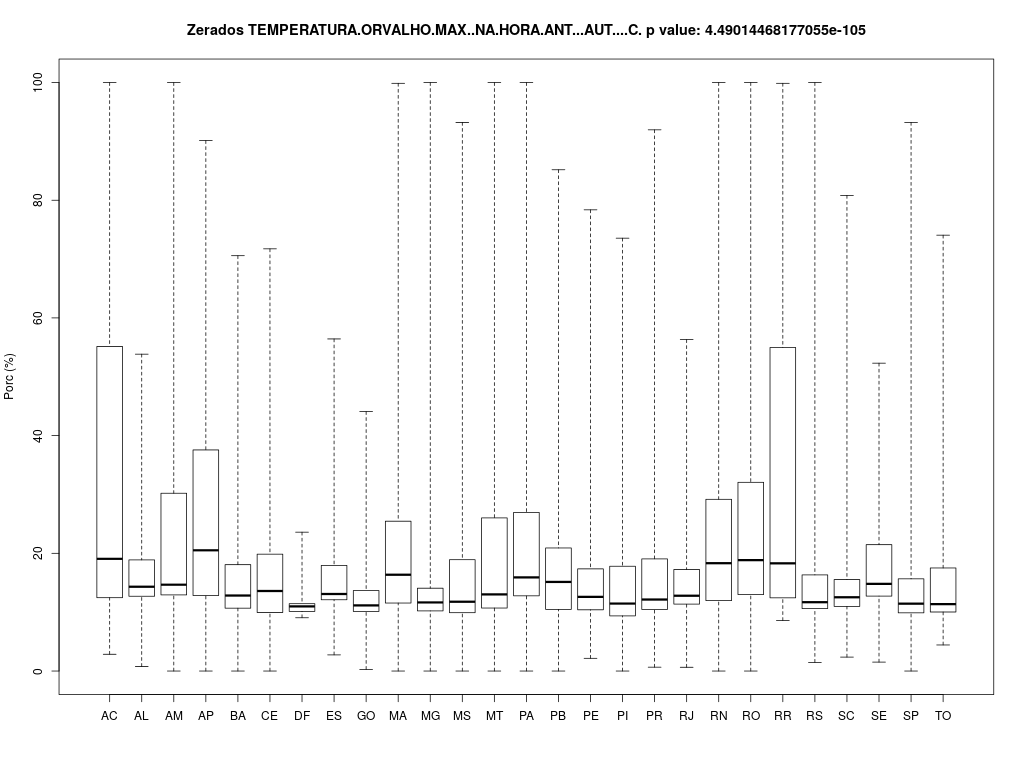 Zerados TEMPERATURA.ORVALHO.MAX..NA.HORA.ANT...AUT....C. p value: 4.49014468177055e-105
100
80
60
40
20
0
Porc (%)
AC AL AM AP BA CE DF ES GO MA MG MS MT PA PB PE PI PR RJ RN RO RR RS SC SE SP TO